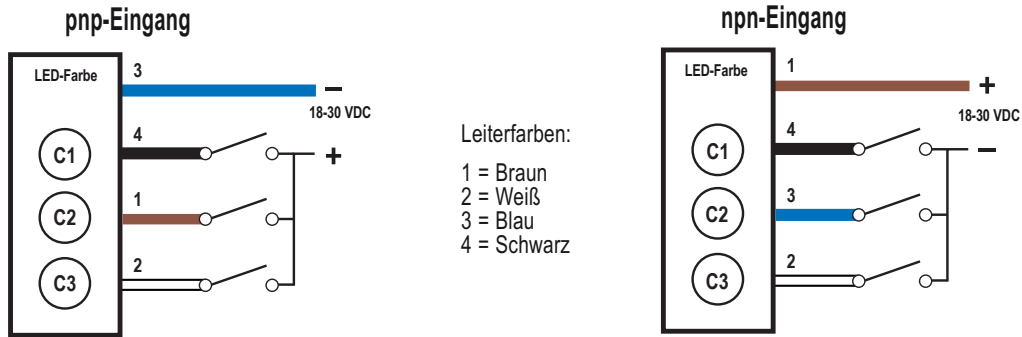 pnp-Eingang
LED-Farbe
3
–
18-30 VDC
C1
4
+
C2
1
C3
2
Leiterfarben:
1 = Braun
2 = Weiß
3 = Blau
4 = Schwarz
npn-Eingang
LED-Farbe
1
+
18-30 VDC
C1
4
–
C2
3
C3
2